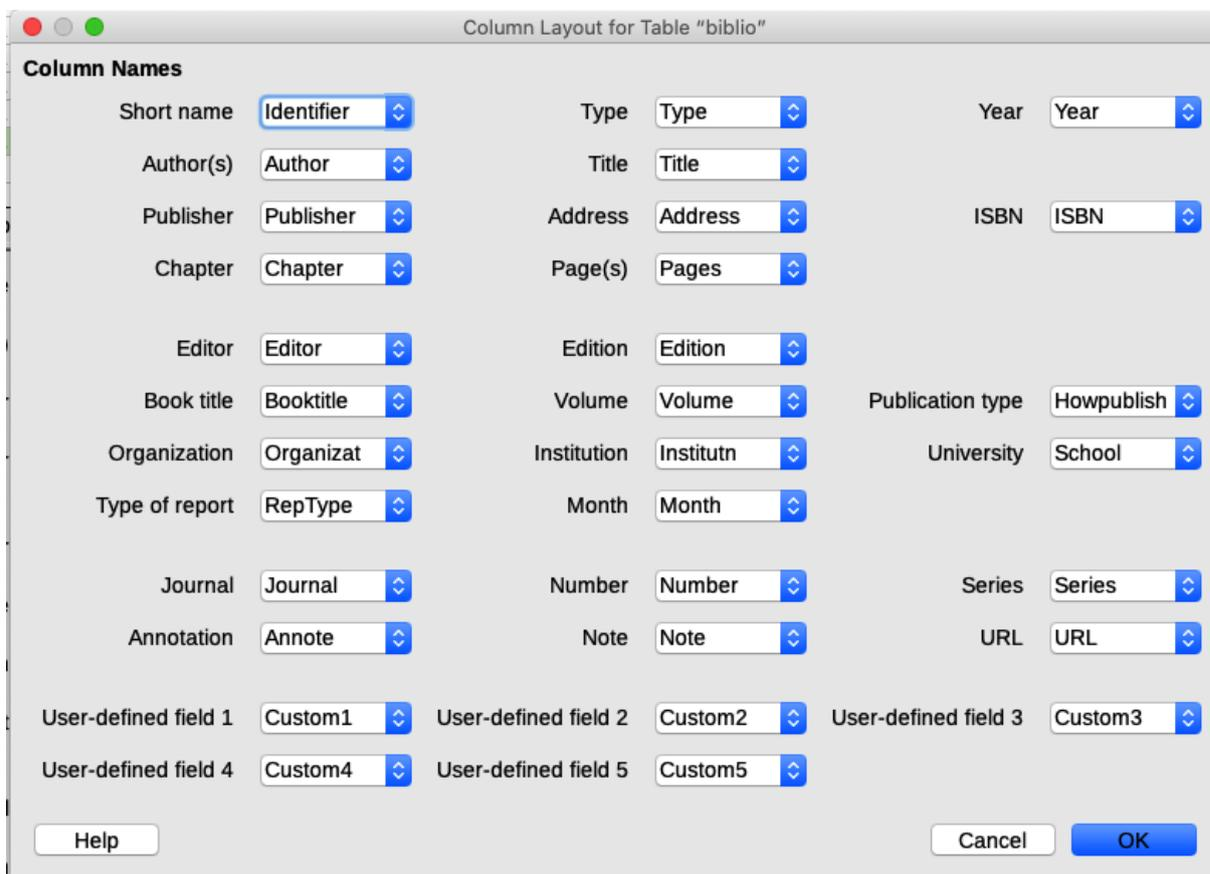 Column Layout for Table "biblio"
Column Names
Short name Identifier Type Type Year Year
Author(s) Author Title Title
Publisher Publisher Address Address ISBN ISBN
Chapter Chapter Page(s) Pages
Editor Editor Edition Edition
Book title Booktitle Volume Volume Publication type Howpublish
Organization Organizat Institution Institutn University School
Type of report RepType Month Month
Journal Journal Number Number Series Series
Annotation Annote Note Note URL URL
User-defined field 1 Custom1 User-defined field 2 Custom2 User-defined field 3 Custom3
User-defined field 4 Custom4 User-defined field 5 Custom5
Help Cancel OK